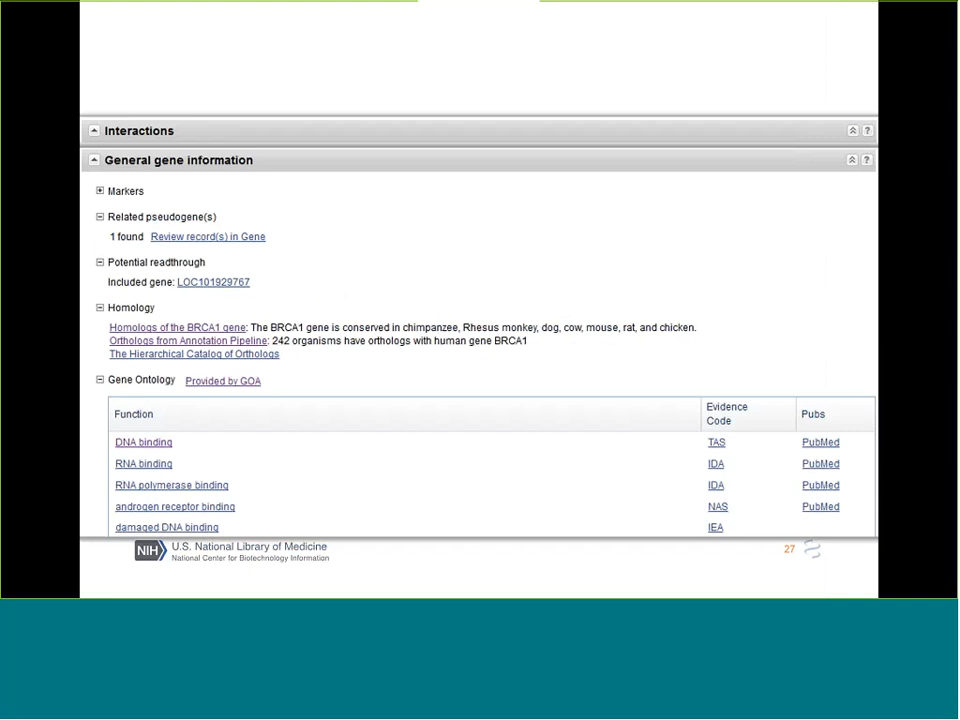 Interactions
?
General gene information
?
Markers
Related pseudogene(s)
1 found Review record(s) in Gene
Potential readthrough
Included gene: LOC101929767
Homology
Homologs of the BRCA1 gene: The BRCA1 gene is conserved in chimpanzee, Rhesus monkey, dog, cow, mouse, rat, and chicken.
Orthologs from Annotation Pipeline: 242 organisms have orthologs with human gene BRCA1
The Hierarchical Catalog of Orthologs
Gene Ontology Provided by GOA
Function Evidence Code Pubs
DNA binding TAS PubMed
RNA binding IDA PubMed
RNA polymerase binding IDA PubMed
androgen receptor binding NAS PubMed
damaged DNA binding IEA
NIH U.S. National Library of Medicine
National Center for Biotechnology Information
27